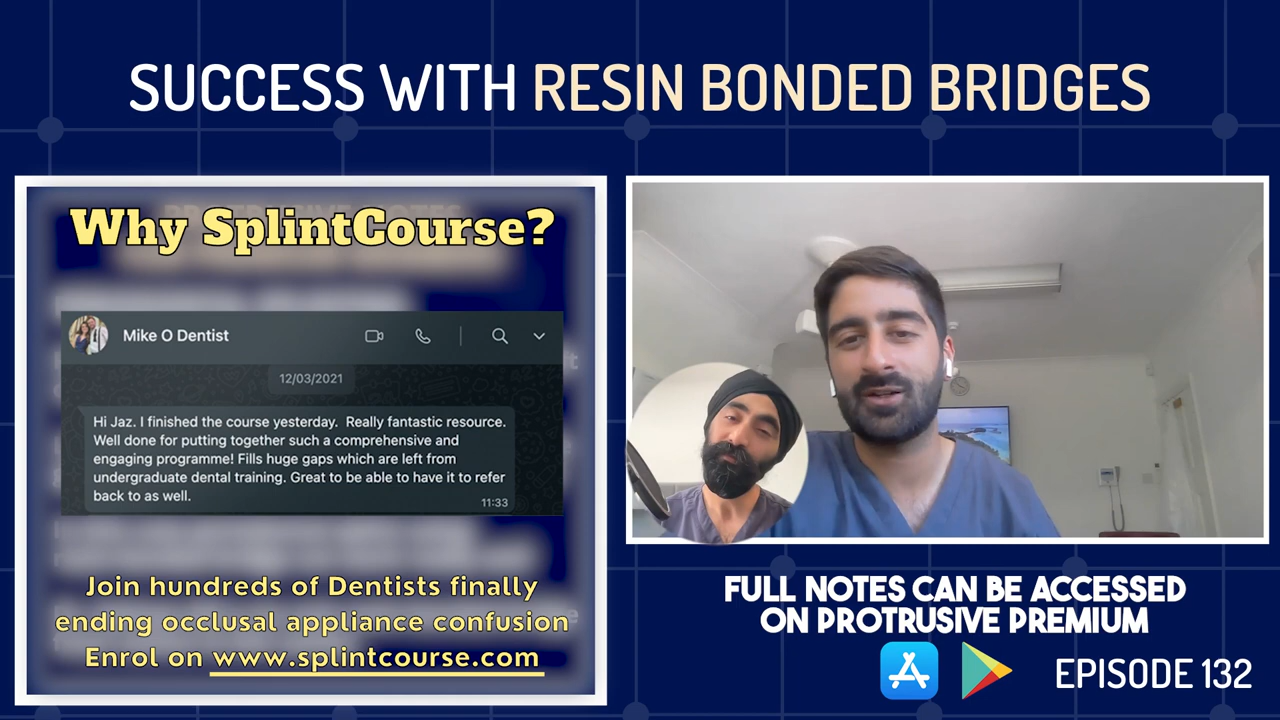 SUCCESS WITH RESIN BONDED BRIDGES
Why SplintCourse?
Mike O Dentist
12/03/2021
Hi Jaz. I finished the course yesterday. Really fantastic resource.
Well done for putting together such a comprehensive and
engaging programme! Fills huge gaps which are left from
undergraduate dental training. Great to be able to have it to refer
back to as well.
11:33
Join hundreds of Dentists finally
ending occlusal appliance confusion
Enrol on www.splintcourse.com
FULL NOTES CAN BE ACCESSED
ON PROTRUSIVE PREMIUM
EPISODE 132